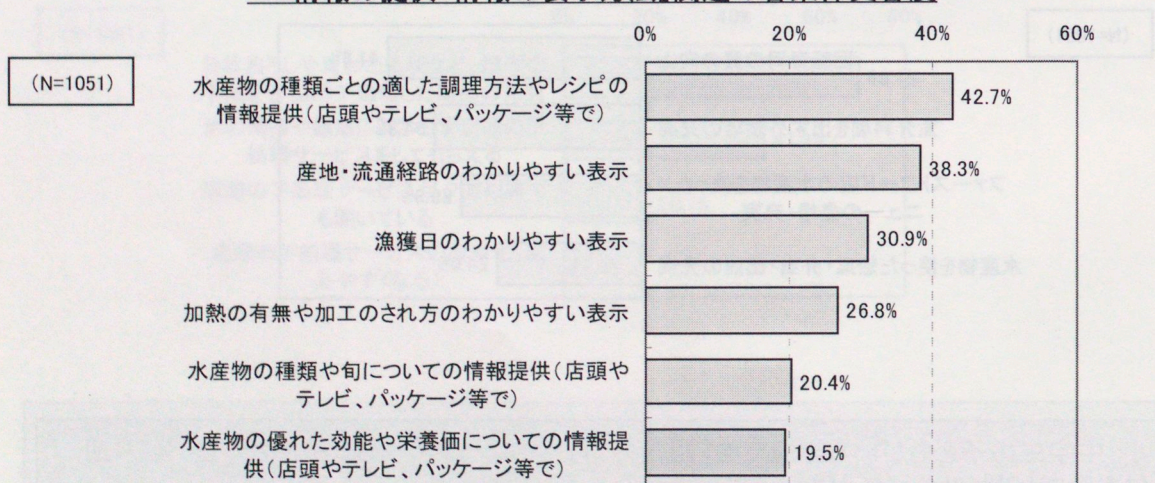 0%
20%
40%
60%
(N=1051)
水産物の種類ごとの適した調理方法やレシピの
情報提供(店頭やテレビ、パッケージ等で)
42.7%
産地・流通経路のわかりやすい表示
38.3%
漁獲日のわかりやすい表示
30.9%
加熱の有無や加工のされ方のわかりやすい表示
26.8%
水産物の種類や旬についての情報提供(店頭や
テレビ、パッケージ等で)
20.4%
水産物の優れた効能や栄養価についての情報提
供(店頭やテレビ、パッケージ等で)
19.5%